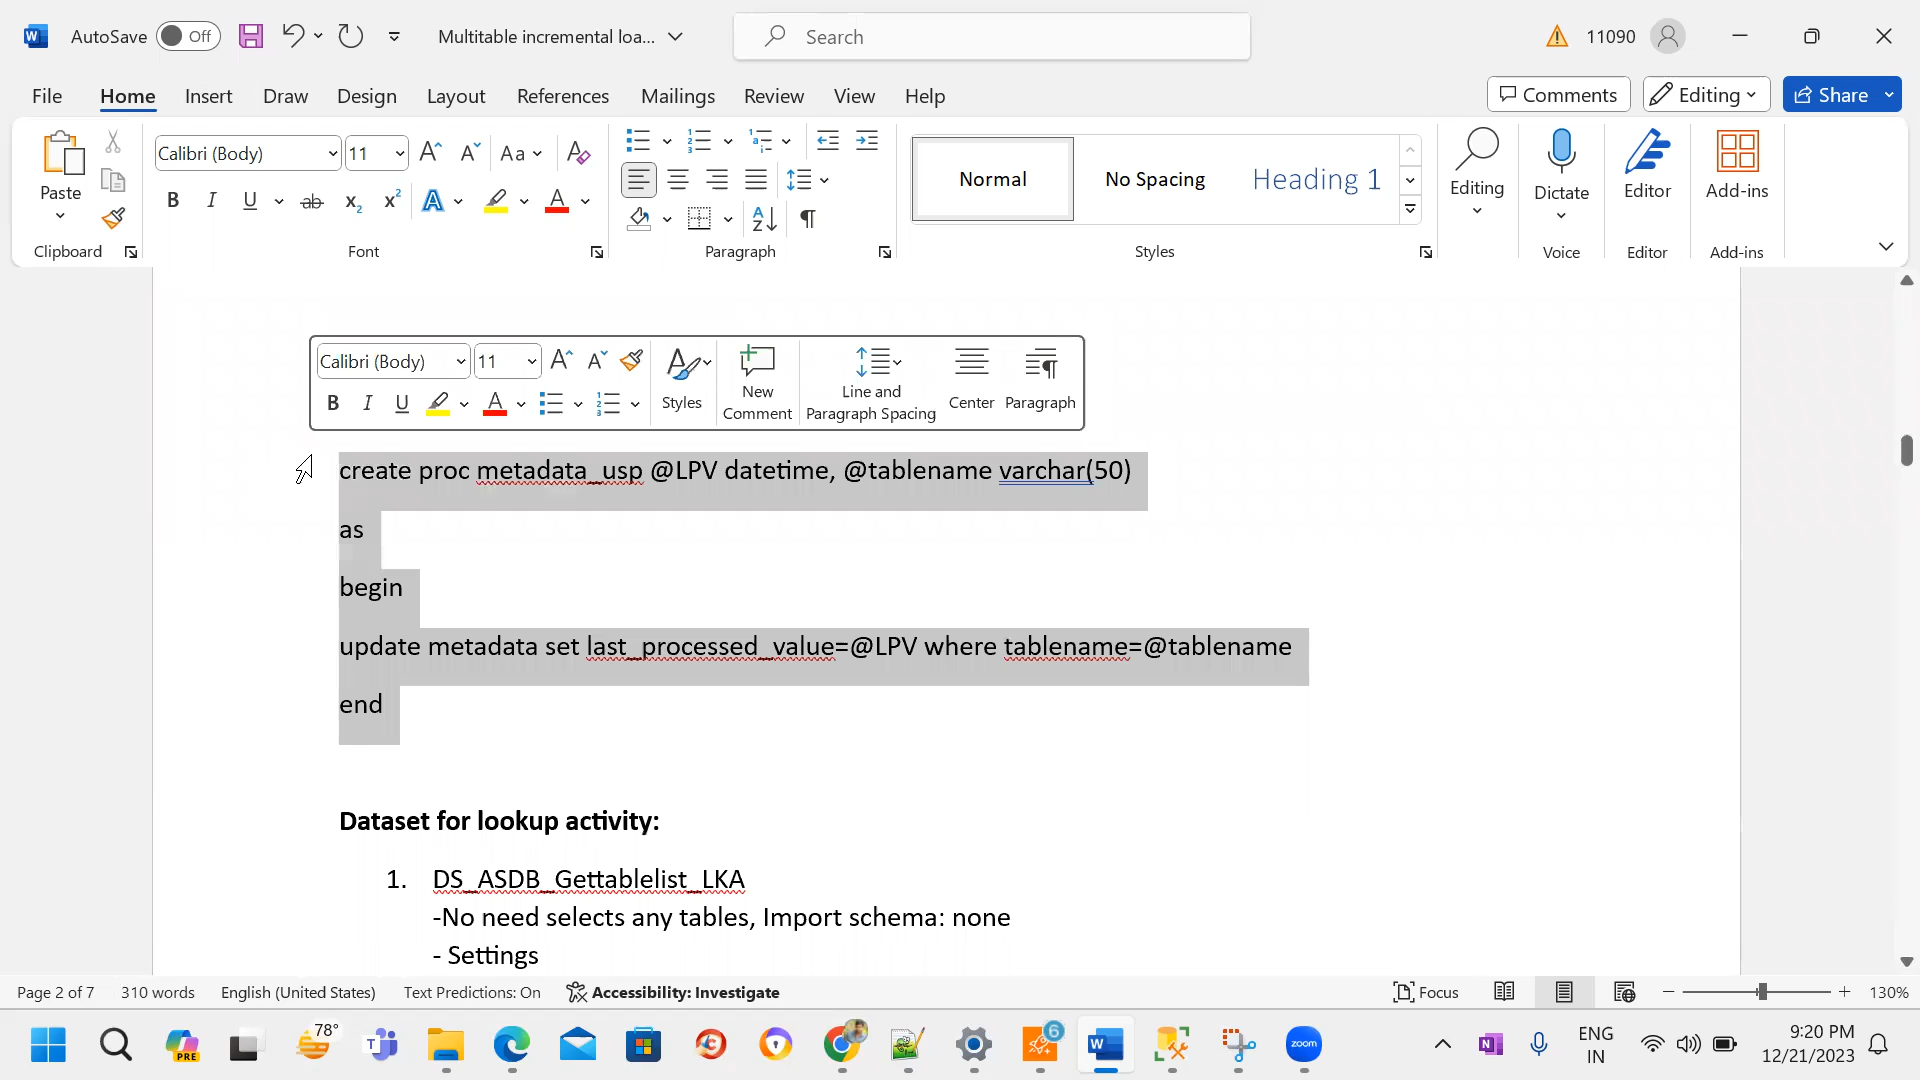 AutoSave Off Multitable incremental loa... Search 11090
File Home Insert Draw Design Layout References Mailings Review View Help Comments Editing Share
Paste
Calibri (Body) 11 Aa
Normal No Spacing Heading 1
Editing Dictate Editor Add-ins
Clipboard Font Paragraph Styles Voice Editor Add-ins
Calibri (Body) 11
Styles New Comment Line and Paragraph Spacing Center Paragraph
create proc metadata_usp @LPV datetime, @tablename varchar(50)
as
begin
update metadata set last_processed_value=@LPV where tablename=@tablename
end
Dataset for lookup activity:
1. DS_ASDB_Gettablelist_LKA
-No need selects any tables, Import schema: none
- Settings
Page 2 of 7 310 words English (United States) Text Predictions: On Accessibility: Investigate Focus 130%
PRE 78° 6 zoom ENG IN 9:20 PM 12/21/2023